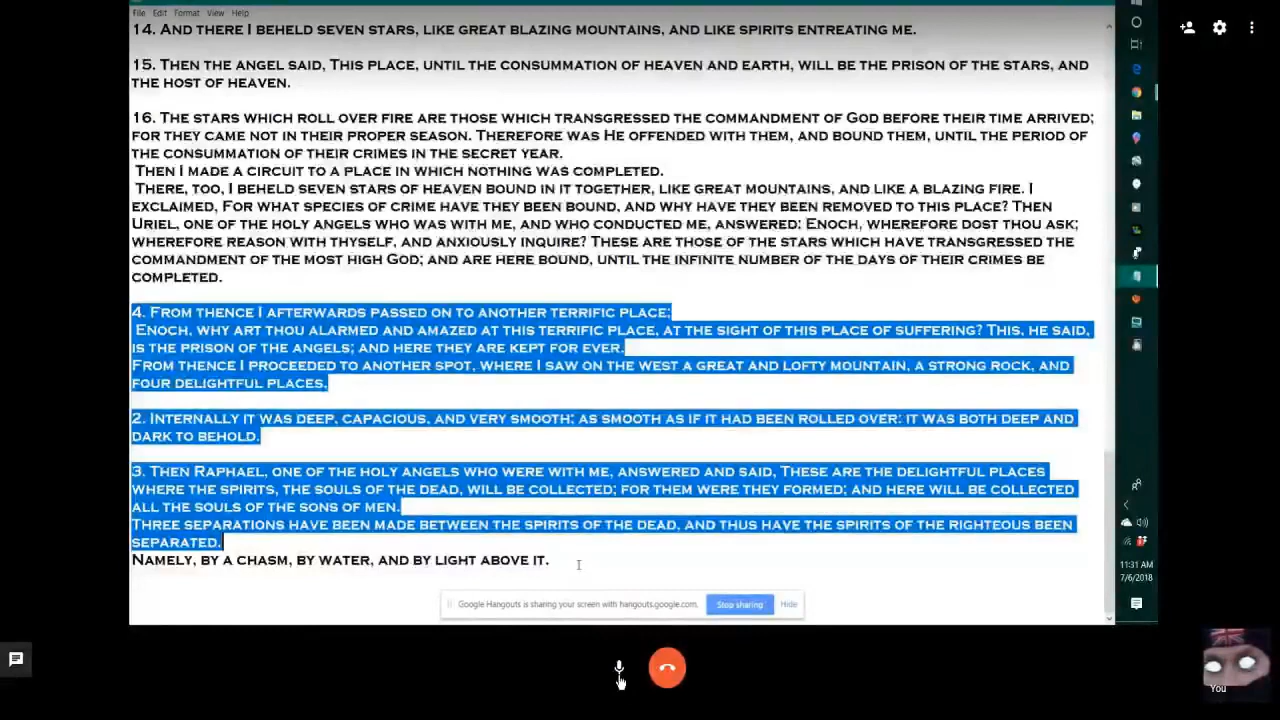 File Edit Format View Help
14. And there I beheld seven stars, like great blazing mountains, and like spirits entreating me.
15. Then the angel said, This place, until the consummation of heaven and earth, will be the prison of the stars, and
the host of heaven.
16. The stars which roll over fire are those which transgressed the commandment of God before their time arrived;
for they came not in their proper season. Therefore was He offended with them, and bound them, until the period of
the consummation of their crimes in the secret year.
Then I made a circuit to a place in which nothing was completed.
There, too, I beheld seven stars of heaven bound in it together, like great mountains, and like a blazing fire. I
exclaimed, For what species of crime have they been bound, and why have they been removed to this place? Then
Uriel, one of the holy angels who was with me, and who conducted me, answered: Enoch, wherefore dost thou ask;
wherefore reason with thyself, and anxiously inquire? These are those of the stars which have transgressed the
commandment of the most high God; and are here bound, until the infinite number of the days of their crimes be
completed.
4. From thence I afterwards passed on to another terrific place;
Enoch, why art thou alarmed and amazed at this terrific place, at the sight of this place of suffering? This, he said,
is the prison of the angels; and here they are kept for ever.
From thence I proceeded to another spot, where I saw on the west a great and lofty mountain, a strong rock, and
four delightful places.
2. Internally it was deep, capacious, and very smooth; as smooth as if it had been rolled over: it was both deep and
dark to behold.
3. Then Raphael, one of the holy angels who were with me, answered and said, These are the delightful places
where the spirits, the souls of the dead, will be collected; for them were they formed; and here will be collected
all the souls of the sons of men.
Three separations have been made between the spirits of the dead, and thus have the spirits of the righteous been
separated.
Namely, by a chasm, by water, and by light above it.
11:31 AM
7/6/2018
Google Hangouts is sharing your screen with hangouts.google.com. Stop sharing Hide
You